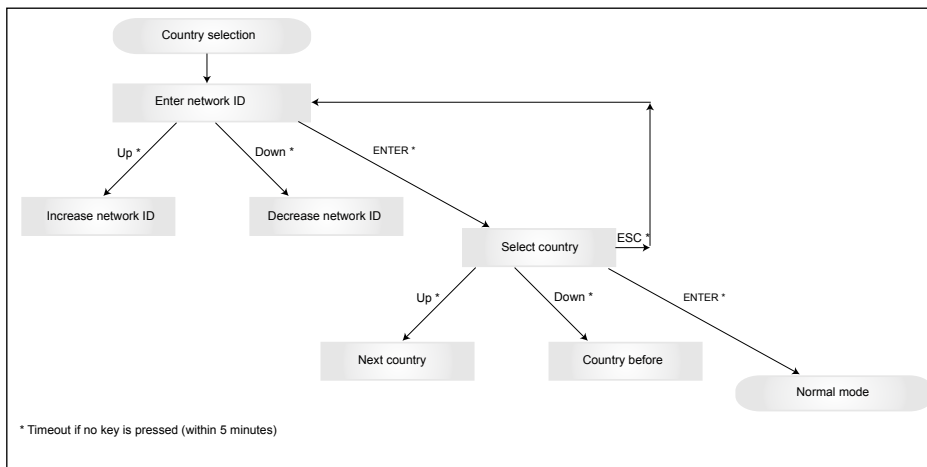 Country selection
Enter network ID
Up *
Down *
ENTER *
Increase network ID
Decrease network ID
Select country
ESC *
Up *
Down *
ENTER *
Next country
Country before
Normal mode
* Timeout if no key is pressed (within 5 minutes)